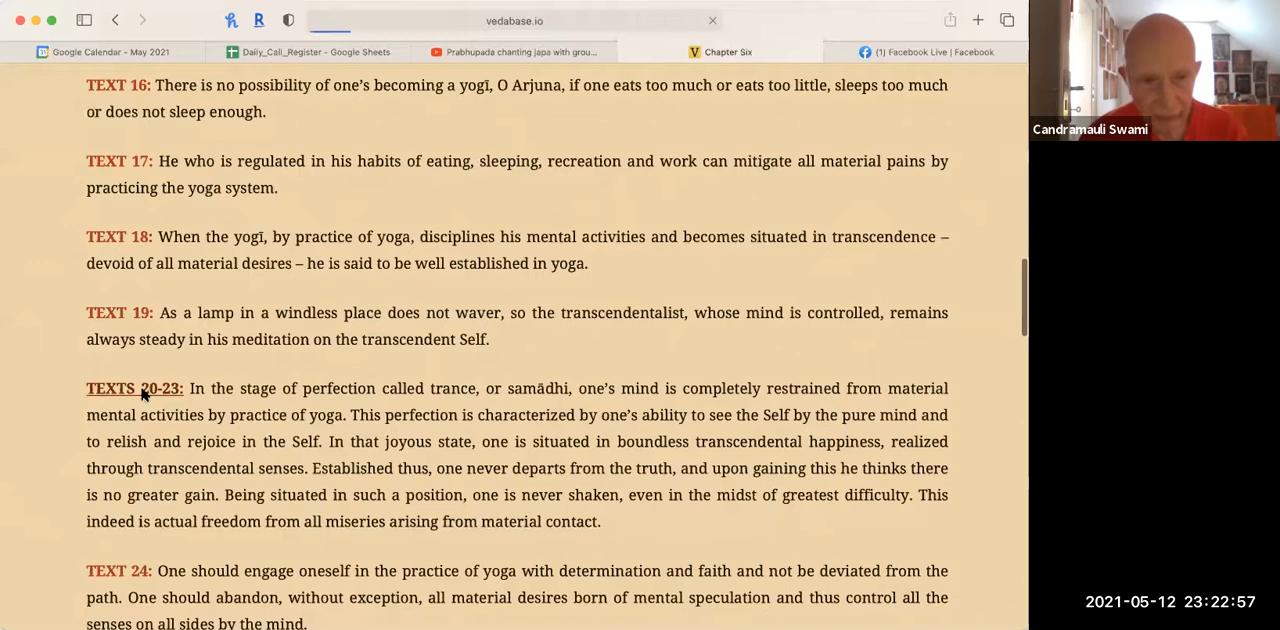 vedabase.io
Google Calendar - May 2021
Daily_Call_Register - Google Sheets
Prabhupada chanting japa with grou...
Chapter Six
(1) Facebook Live | Facebook
TEXT 16: There is no possibility of one’s becoming a yogī, O Arjuna, if one eats too much or eats too little, sleeps too much
or does not sleep enough.
TEXT 17: He who is regulated in his habits of eating, sleeping, recreation and work can mitigate all material pains by
practicing the yoga system.
TEXT 18: When the yogī, by practice of yoga, disciplines his mental activities and becomes situated in transcendence –
devoid of all material desires – he is said to be well established in yoga.
TEXT 19: As a lamp in a windless place does not waver, so the transcendentalist, whose mind is controlled, remains
always steady in his meditation on the transcendent Self.
TEXTS 20-23: In the stage of perfection called trance, or samādhi, one’s mind is completely restrained from material
mental activities by practice of yoga. This perfection is characterized by one’s ability to see the Self by the pure mind and
to relish and rejoice in the Self. In that joyous state, one is situated in boundless transcendental happiness, realized
through transcendental senses. Established thus, one never departs from the truth, and upon gaining this he thinks there
is no greater gain. Being situated in such a position, one is never shaken, even in the midst of greatest difficulty. This
indeed is actual freedom from all miseries arising from material contact.
TEXT 24: One should engage oneself in the practice of yoga with determination and faith and not be deviated from the
path. One should abandon, without exception, all material desires born of mental speculation and thus control all the
senses on all sides by the mind.
Candramauli Swami
2021-05-12 23:22:57